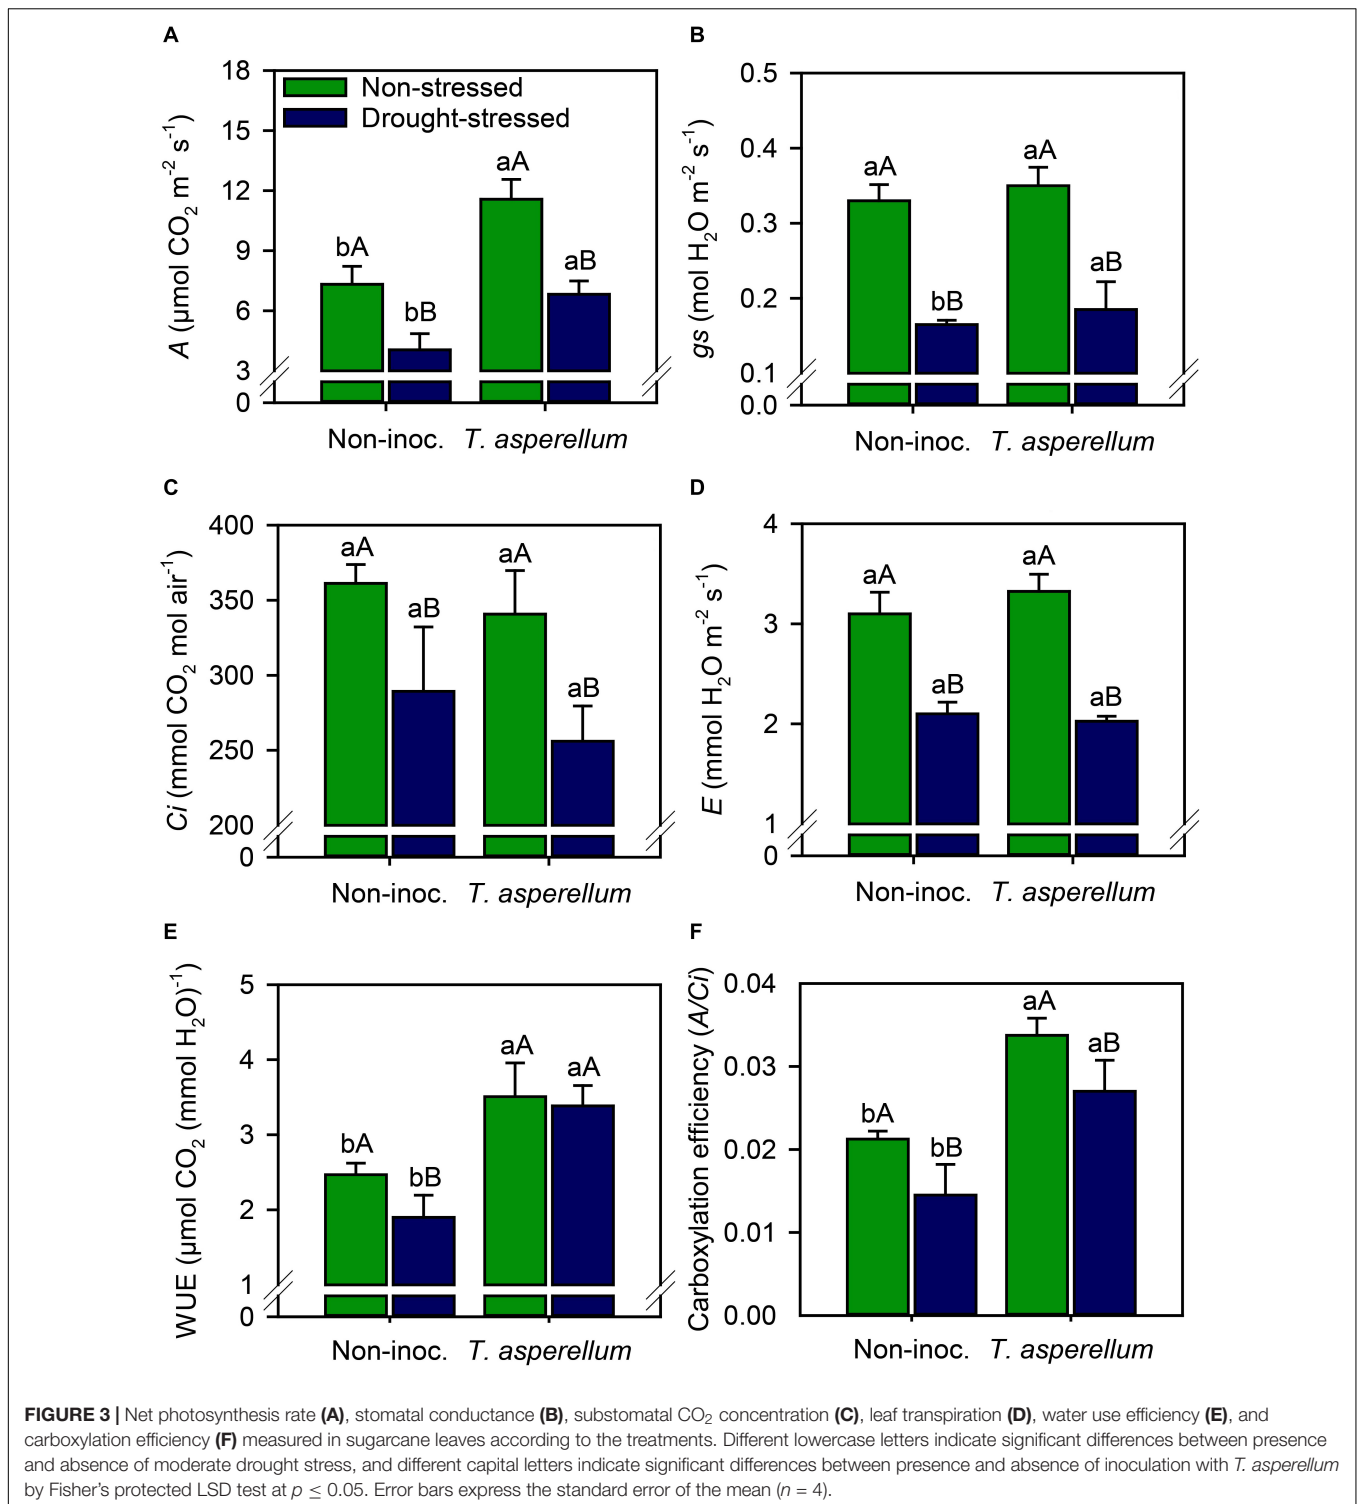 A
18
15
12
9
6
3
0
A (µmol CO₂ m⁻² s⁻¹)
Non-stressed
Drought-stressed
bA
bB
aA
aB
Non-inoc. T. asperellum
B
0.5
0.4
0.3
0.2
0.1
0.0
gs (mol H₂O m⁻² s⁻¹)
aA
bB
aA
aB
Non-inoc. T. asperellum
C
400
350
300
250
200
0
Ci (mmol CO₂ mol air⁻¹)
aA
aB
aA
aB
Non-inoc. T. asperellum
D
4
3
2
1
0
E (mmol H₂O m⁻² s⁻¹)
aA
aB
aA
aB
Non-inoc. T. asperellum
E
5
4
3
2
1
0
WUE (µmol CO₂ (mmol H₂O)⁻¹)
bA
bB
aA
aA
Non-inoc. T. asperellum
F
0.04
0.03
0.02
0.01
0.00
Carboxylation efficiency (A/Ci)
bA
bB
aA
aB
Non-inoc. T. asperellum
FIGURE 3 | Net photosynthesis rate (A), stomatal conductance (B), substomatal CO₂ concentration (C), leaf transpiration (D), water use efficiency (E), and
carboxylation efficiency (F) measured in sugarcane leaves according to the treatments. Different lowercase letters indicate significant differences between presence
and absence of moderate drought stress, and different capital letters indicate significant differences between presence and absence of inoculation with T. asperellum
by Fisher's protected LSD test at p ≤ 0.05. Error bars express the standard error of the mean (n = 4).